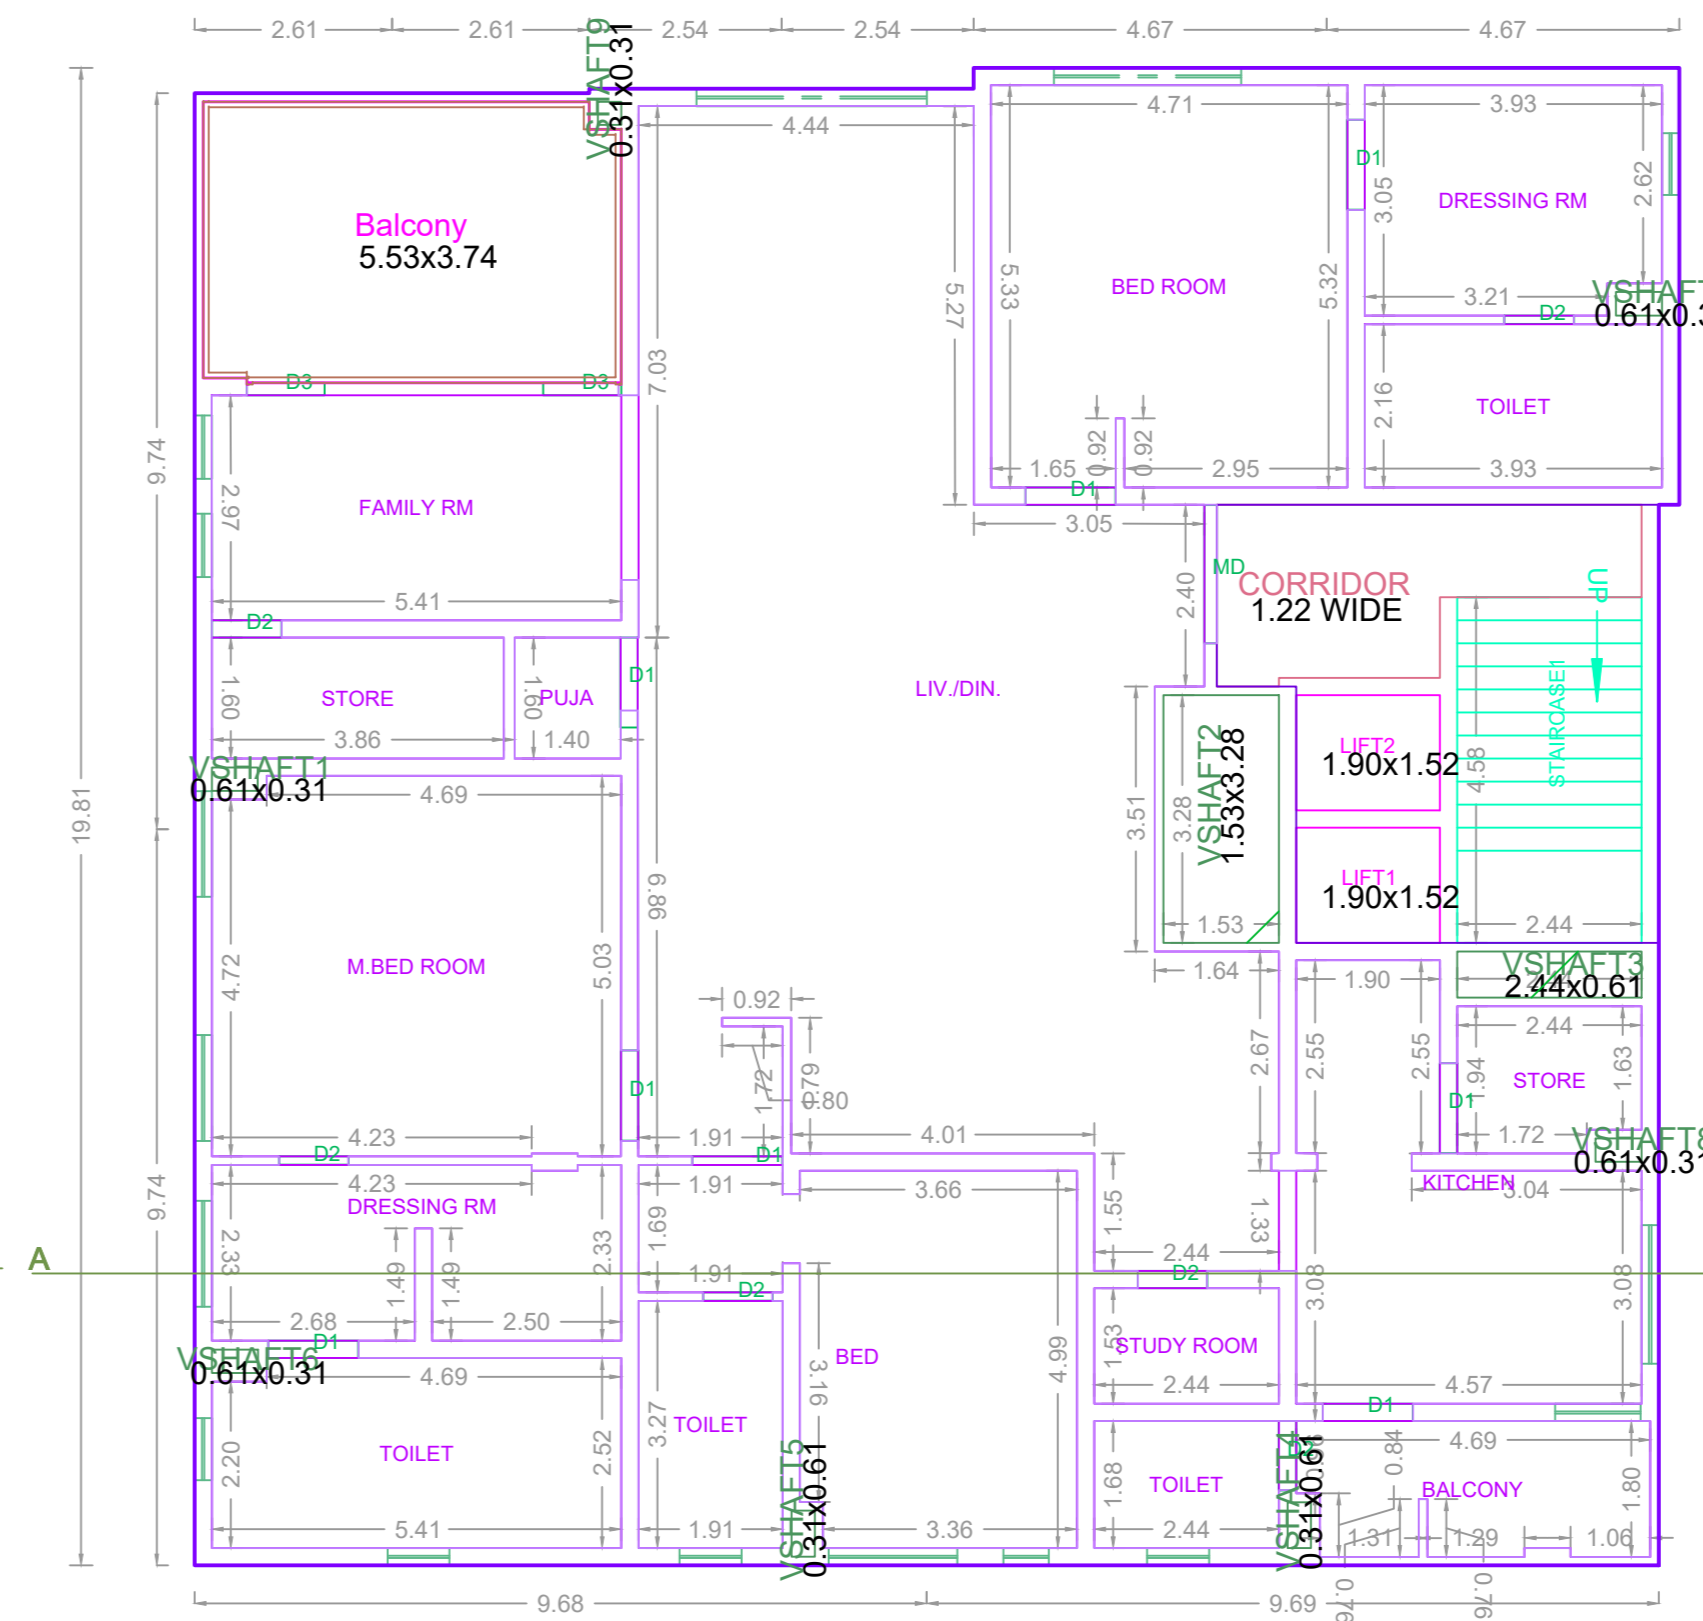 2.61
2.61
2.54
2.54
4.67
4.67
VSHAFT9
0.31x0.31
4.44
4.71
3.93
D1
3.05
2.62
DRESSING RM
Balcony
5.53x3.74
5.33
5.27
5.32
BED ROOM
3.21
VSHAFT
0.61x0.3
D2
7.03
D3
D3
2.16
TOILET
0.92
0.92
1.65
2.95
3.93
D1
9.74
2.97
FAMILY RM
3.05
5.41
D2
2.40
MD
CORRIDOR
1.22 WIDE
UP
1.60
STORE
1.60
PUJA
D1
LIV./DIN.
3.86
1.40
STAIRCASE1
4.58
LIFT2
1.90x1.52
VSHAFT2
1.53x3.28
3.28
3.51
VSHAFT1
0.61x0.31
4.69
19.81
6.86
LIFT1
1.90x1.52
1.53
2.44
4.72
M.BED ROOM
5.03
1.64
1.90
VSHAFT3
2.44x0.61
0.92
2.44
2.67
2.55
2.55
1.94
1.63
STORE
D1
1.72
1.79
0.80
D1
4.23
1.91
4.01
1.72
VSHAFT8
0.61x0.31
D2
D1
4.23
1.91
3.66
KITCHEN
3.04
DRESSING RM
9.74
2.33
1.49
1.49
2.33
1.69
1.55
1.33
2.44
A
1.91
D2
D2
3.08
3.08
2.68
2.50
D1
VSHAFT6
0.61x0.31
4.69
BED
3.16
4.99
1.53
STUDY ROOM
2.44
4.57
D1
3.27
TOILET
2.20
TOILET
2.52
VSHAFT5
0.31x0.61
1.68
TOILET
VSHAFT4
0.31x0.61
0.84
4.69
BALCONY
1.80
5.41
1.91
3.36
2.44
1.31
1.29
1.06
0.76
0.76
9.68
9.69